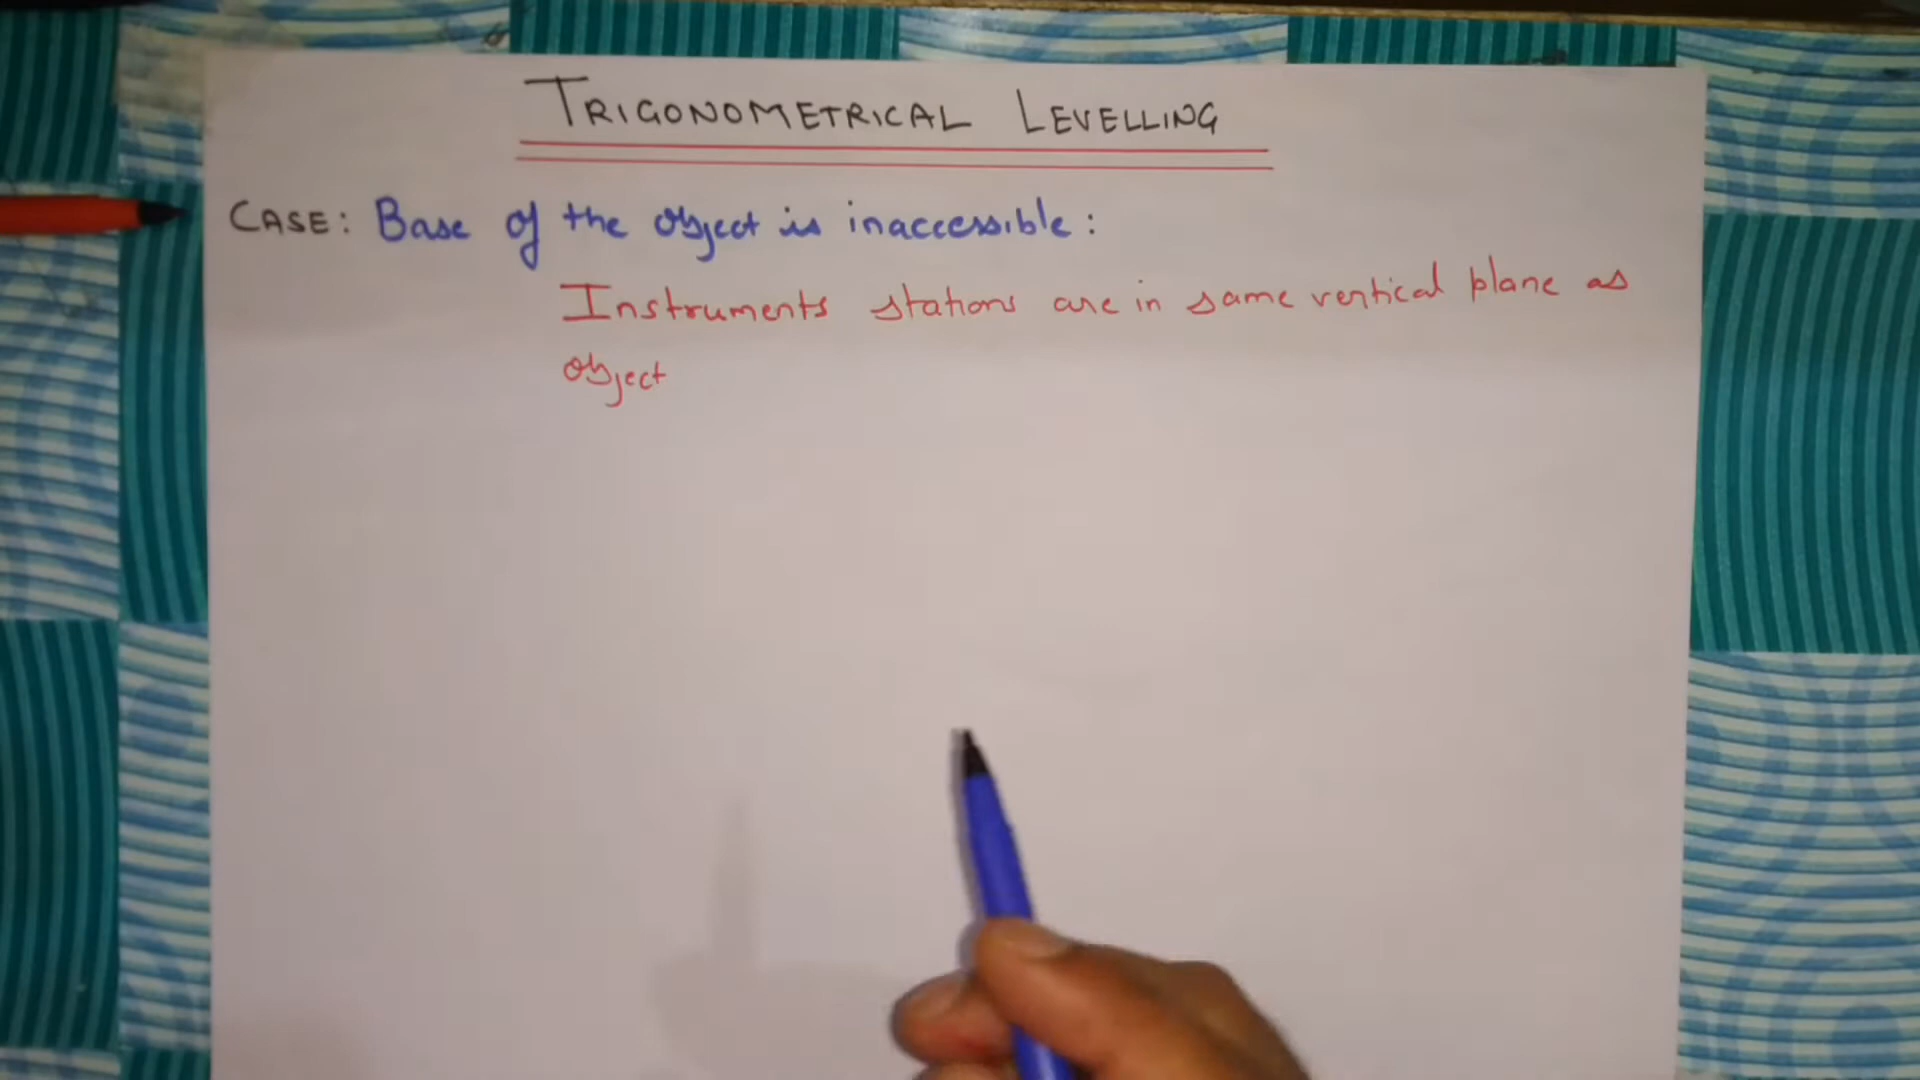 TRIGONOMETRICAL LEVELLING
CASE: Base of the object is inaccessible:
Instruments stations are in same vertical plane as
object